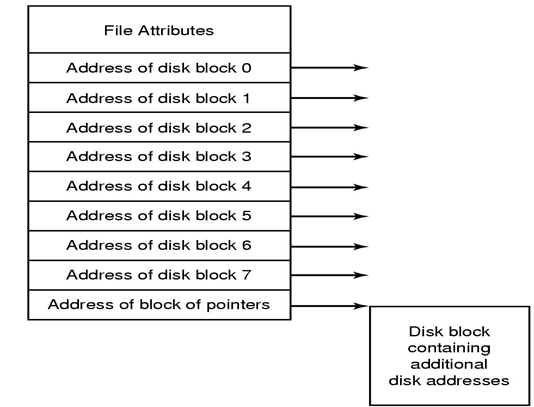 File Attributes
Address of disk block 0
Address of disk block 1
Address of disk block 2
Address of disk block 3
Address of disk block 4
Address of disk block 5
Address of disk block 6
Address of disk block 7
Address of block of pointers
Disk block
containing
additional
disk addresses